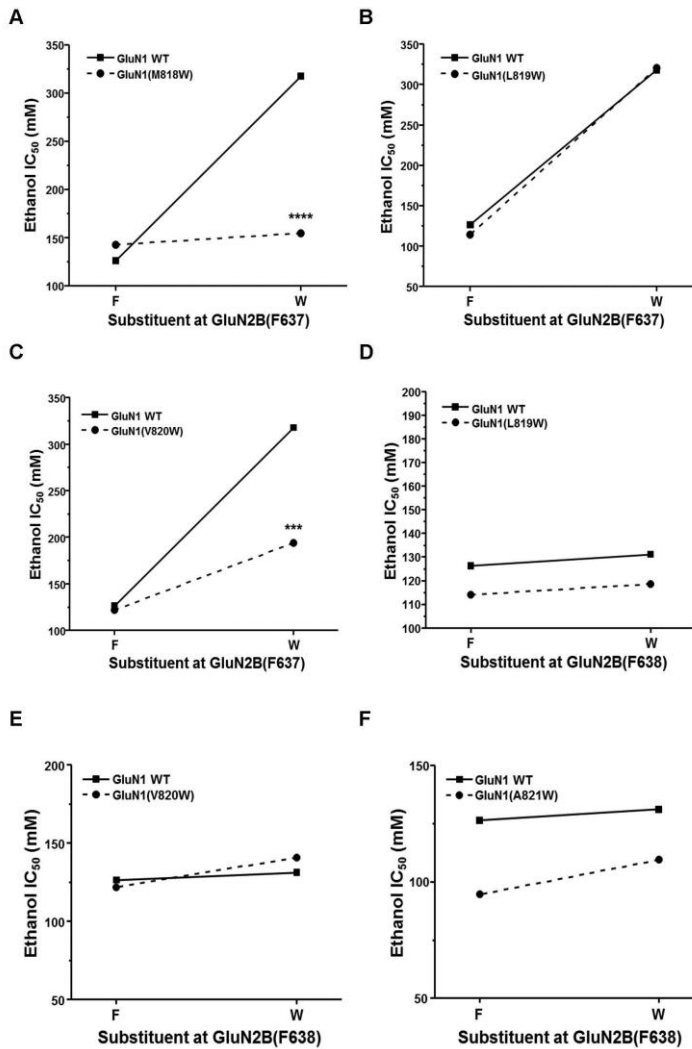 A
GluN1 WT
GluN1(M818W)
Ethanol IC50 (mM)
350
300
250
200
150
100
****
F
W
Substituent at GluN2B(F637)
B
GluN1 WT
GluN1(L819W)
Ethanol IC50 (mM)
350
300
250
200
150
100
50
F
W
Substituent at GluN2B(F637)
C
GluN1 WT
GluN1(V820W)
Ethanol IC50 (mM)
350
300
250
200
150
100
***
F
W
Substituent at GluN2B(F637)
D
GluN1 WT
GluN1(L819W)
Ethanol IC50 (mM)
200
190
180
170
160
150
140
130
120
110
100
F
W
Substituent at GluN2B(F638)
E
GluN1 WT
GluN1(V820W)
Ethanol IC50 (mM)
200
150
100
50
F
W
Substituent at GluN2B(F638)
F
GluN1 WT
GluN1(A821W)
Ethanol IC50 (mM)
150
100
50
F
W
Substituent at GluN2B(F638)